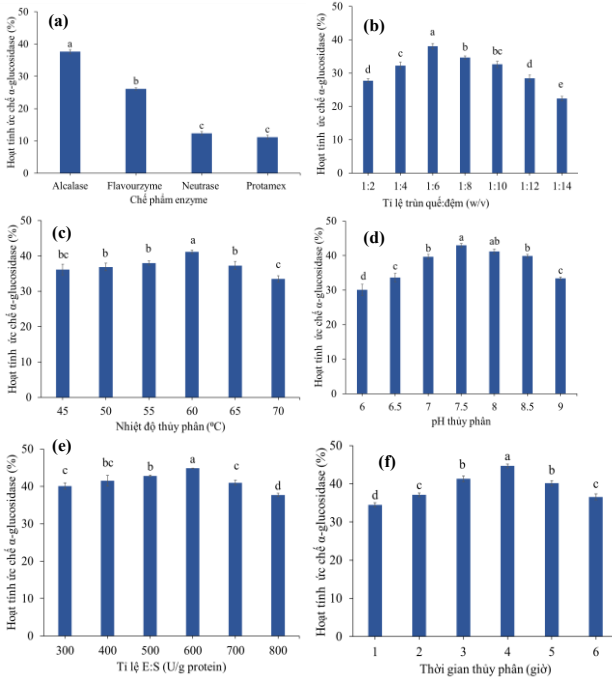 (a)
Hoạt tính ức chế α-glucosidase (%)
50
40
30
20
10
0
a
b
c
c
Alcalase Flavourzyme Neutrase Protamex
Chế phẩm enzyme
(b)
Hoạt tính ức chế α-glucosidase (%)
50
40
30
20
10
0
d
c
a
b
bc
d
e
1:2 1:4 1:6 1:8 1:10 1:12 1:14
Tỉ lệ trùn quế:đệm (w/v)
(c)
Hoạt tính ức chế α-glucosidase (%)
50
40
30
20
10
0
bc
b
b
a
b
c
45 50 55 60 65 70
Nhiệt độ thủy phân (⁰C)
(d)
Hoạt tính ức chế α-glucosidase (%)
50
40
30
20
10
0
d
c
b
a
ab
b
c
6 6.5 7 7.5 8 8.5 9
pH thủy phân
(e)
Hoạt tính ức chế α-glucosidase (%)
50
40
30
20
10
0
c
bc
b
a
c
d
300 400 500 600 700 800
Tỉ lệ E:S (U/g protein)
(f)
Hoạt tính ức chế α-glucosidase (%)
50
40
30
20
10
0
d
c
b
a
b
c
1 2 3 4 5 6
Thời gian thủy phân (giờ)